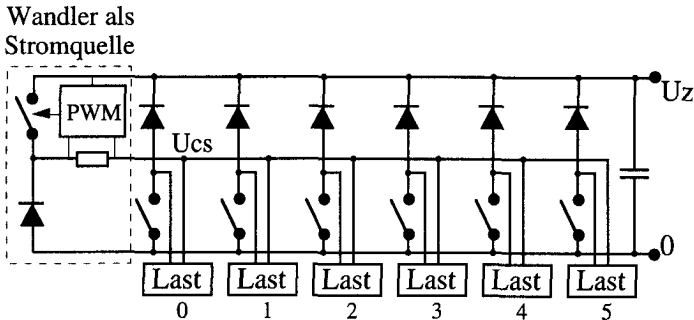 Wandler als
Stromquelle
PWM
Ucs
Uz
0
Last Last Last Last Last Last
0 1 2 3 4 5